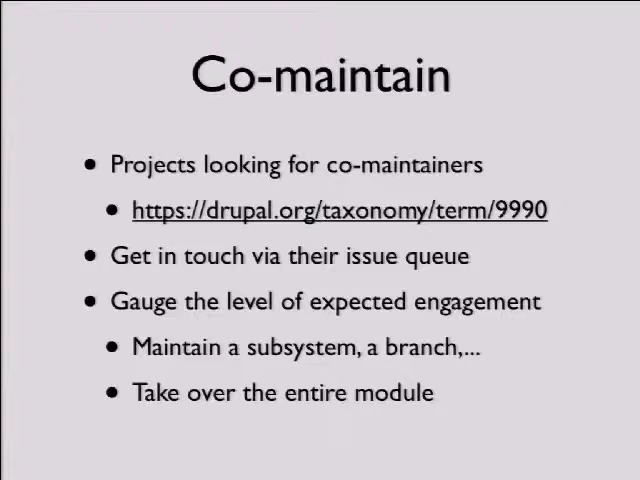 Co-maintain
Projects looking for co-maintainers
https://drupal.org/taxonomy/term/9990
Get in touch via their issue queue
Gauge the level of expected engagement
Maintain a subsystem, a branch,...
Take over the entire module